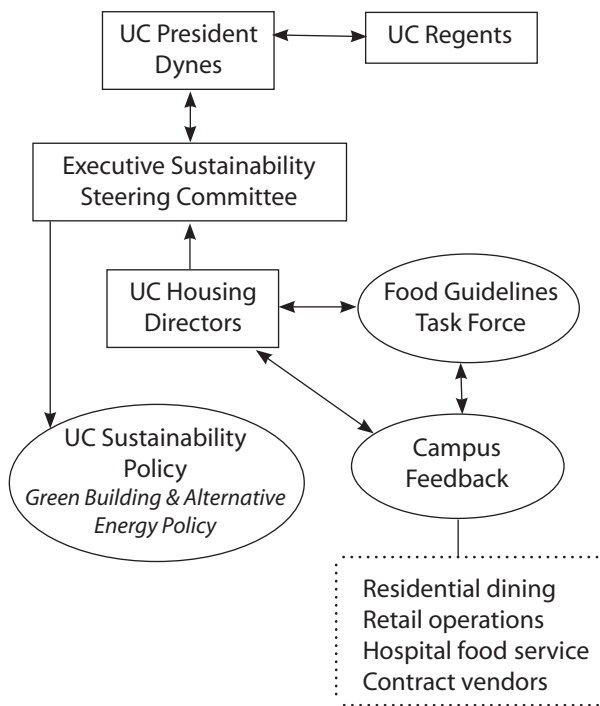 UC President
Dynes
UC Regents
Executive Sustainability
Steering Committee
UC Housing
Directors
Food Guidelines
Task Force
UC Sustainability
Policy
Green Building & Alternative
Energy Policy
Campus
Feedback
Residential dining
Retail operations
Hospital food service
Contract vendors